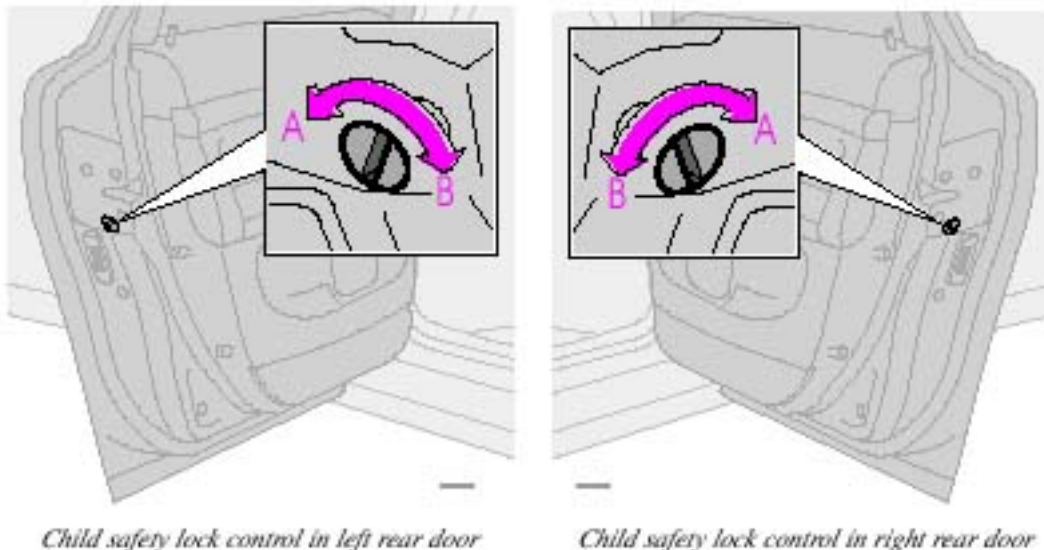 A
B
A
B
Child safety lock control in left rear door
Child safety lock control in right rear door